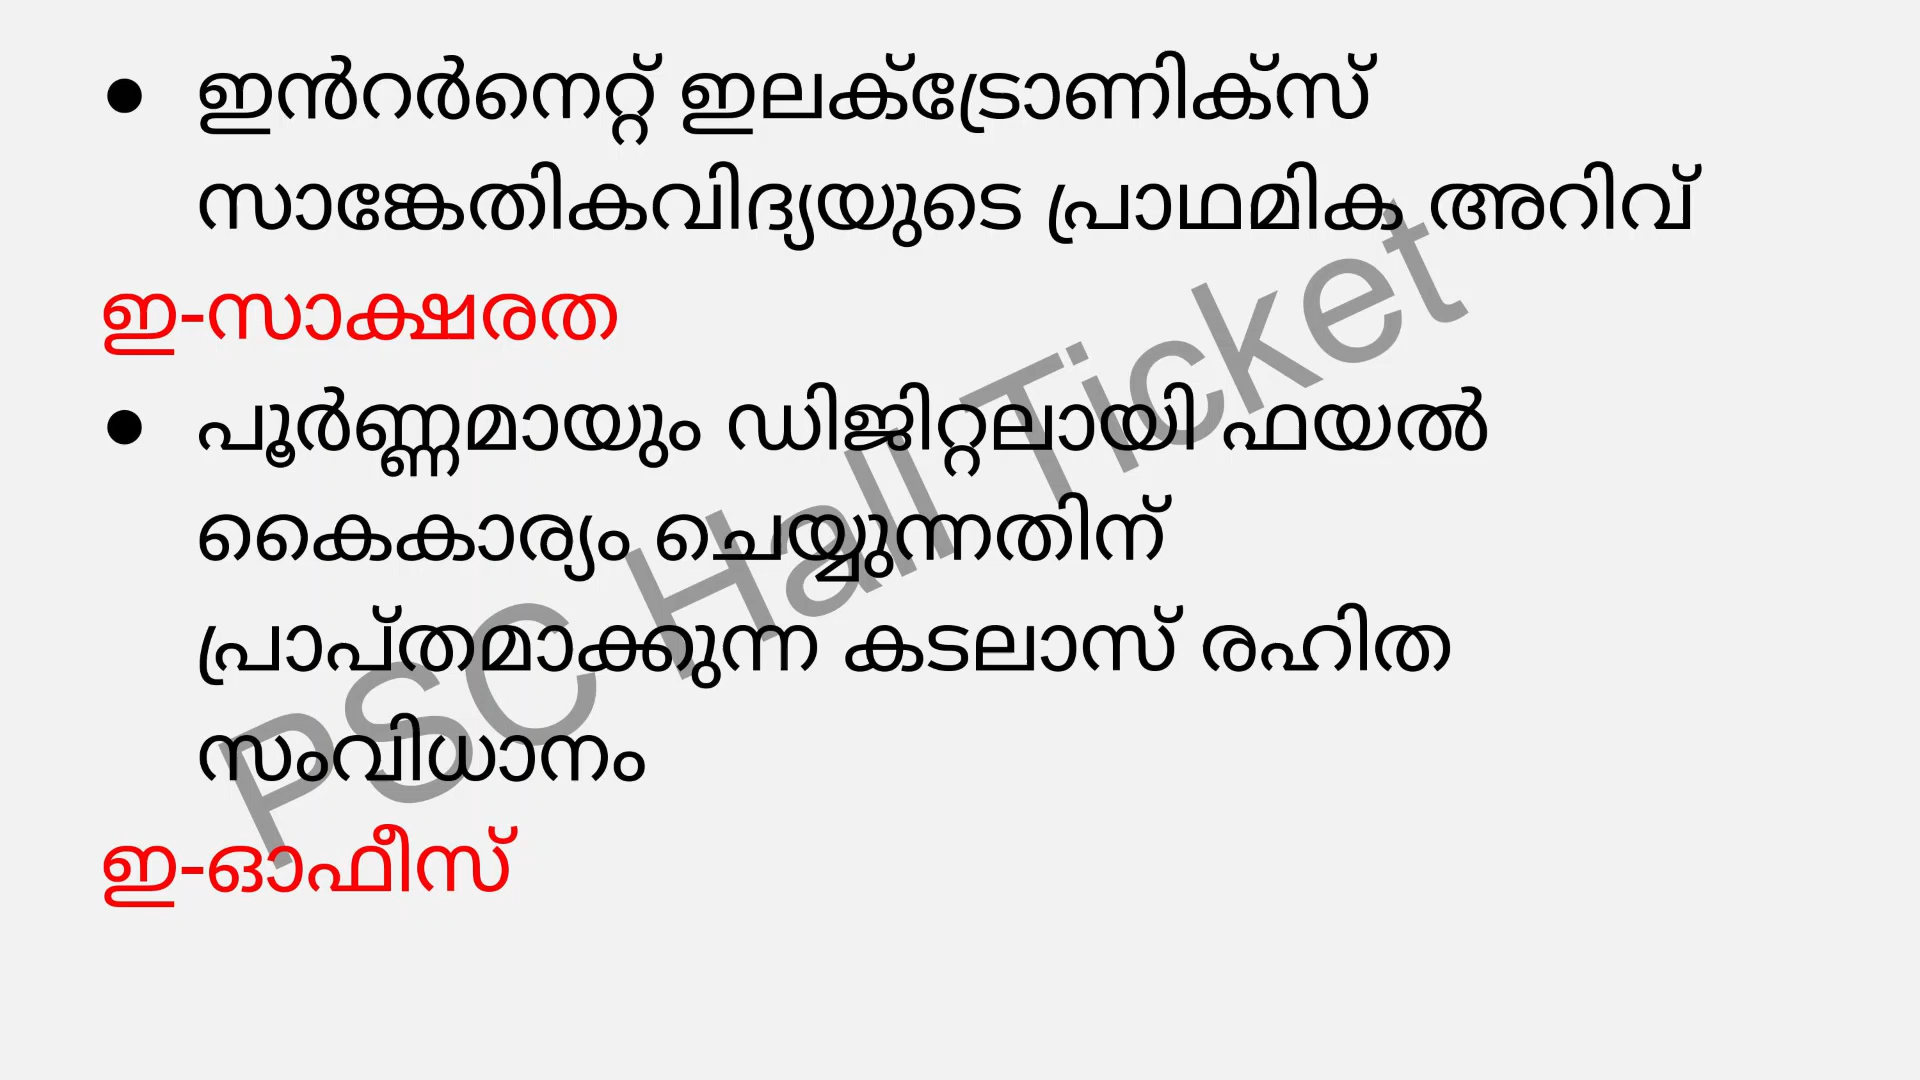 ● ഇൻറർനെറ്റ് ഇലക്ട്രോണിക്സ്
സാങ്കേതികവിദ്യയുടെ പ്രാഥമിക അറിവ്
ഇ-സാക്ഷരത
● പൂർണ്ണമായും ഡിജിറ്റലായി ഫയൽ
കൈകാര്യം ചെയ്യുന്നതിന്
പ്രാപ്തമാക്കുന്ന കടലാസ് രഹിത
സംവിധാനം
ഇ-ഓഫീസ്
PSC Hall Ticket